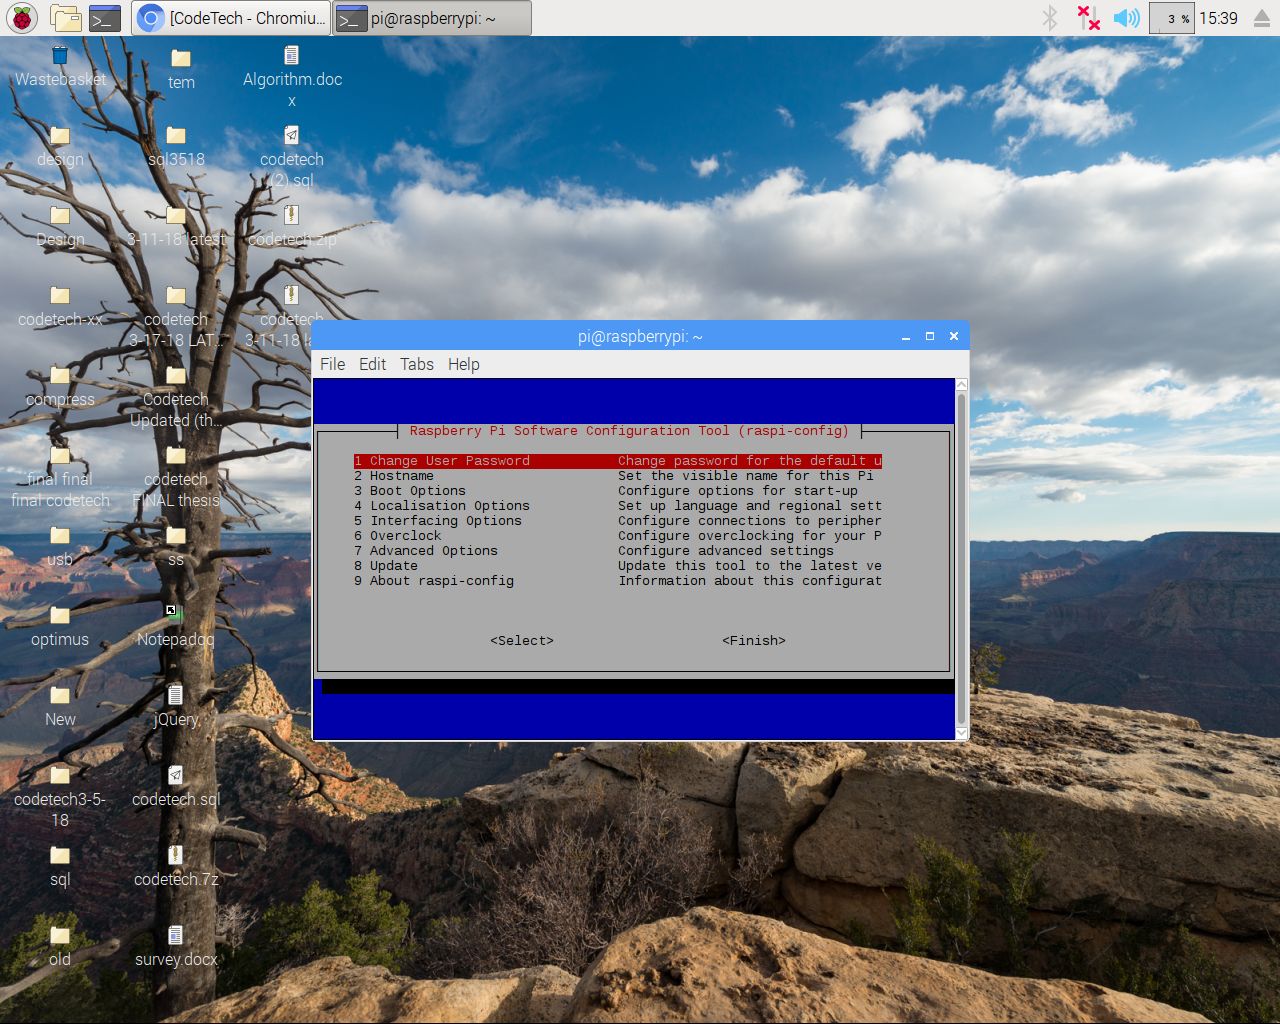 [CodeTech - Chromiu...
pi@raspberrypi: ~
3 %
15:39
Wastebasket
tem
Algorithm.doc
x
design
sql3518
codetech
(2).sql
Design
3-11-18 latest
codetech.zip
codetech-xx
codetech
3-17-18 LAT...
codetech
3-11-18 la
compress
Codetech
Updated (th...
final final
final codetech
codetech
FINAL thesis
usb
ss
optimus
Notepadqq
New
jQuery
codetech3-5-
18
codetech.sql
sql
codetech.7z
old
survey.docx
pi@raspberrypi: ~
File Edit Tabs Help
Raspberry Pi Software Configuration Tool (raspi-config)
1 Change User Password Change password for the default u
2 Hostname Set the visible name for this Pi
3 Boot Options Configure options for start-up
4 Localisation Options Set up language and regional sett
5 Interfacing Options Configure connections to peripher
6 Overclock Configure overclocking for your P
7 Advanced Options Configure advanced settings
8 Update Update this tool to the latest ve
9 About raspi-config Information about this configurat
<Select> <Finish>